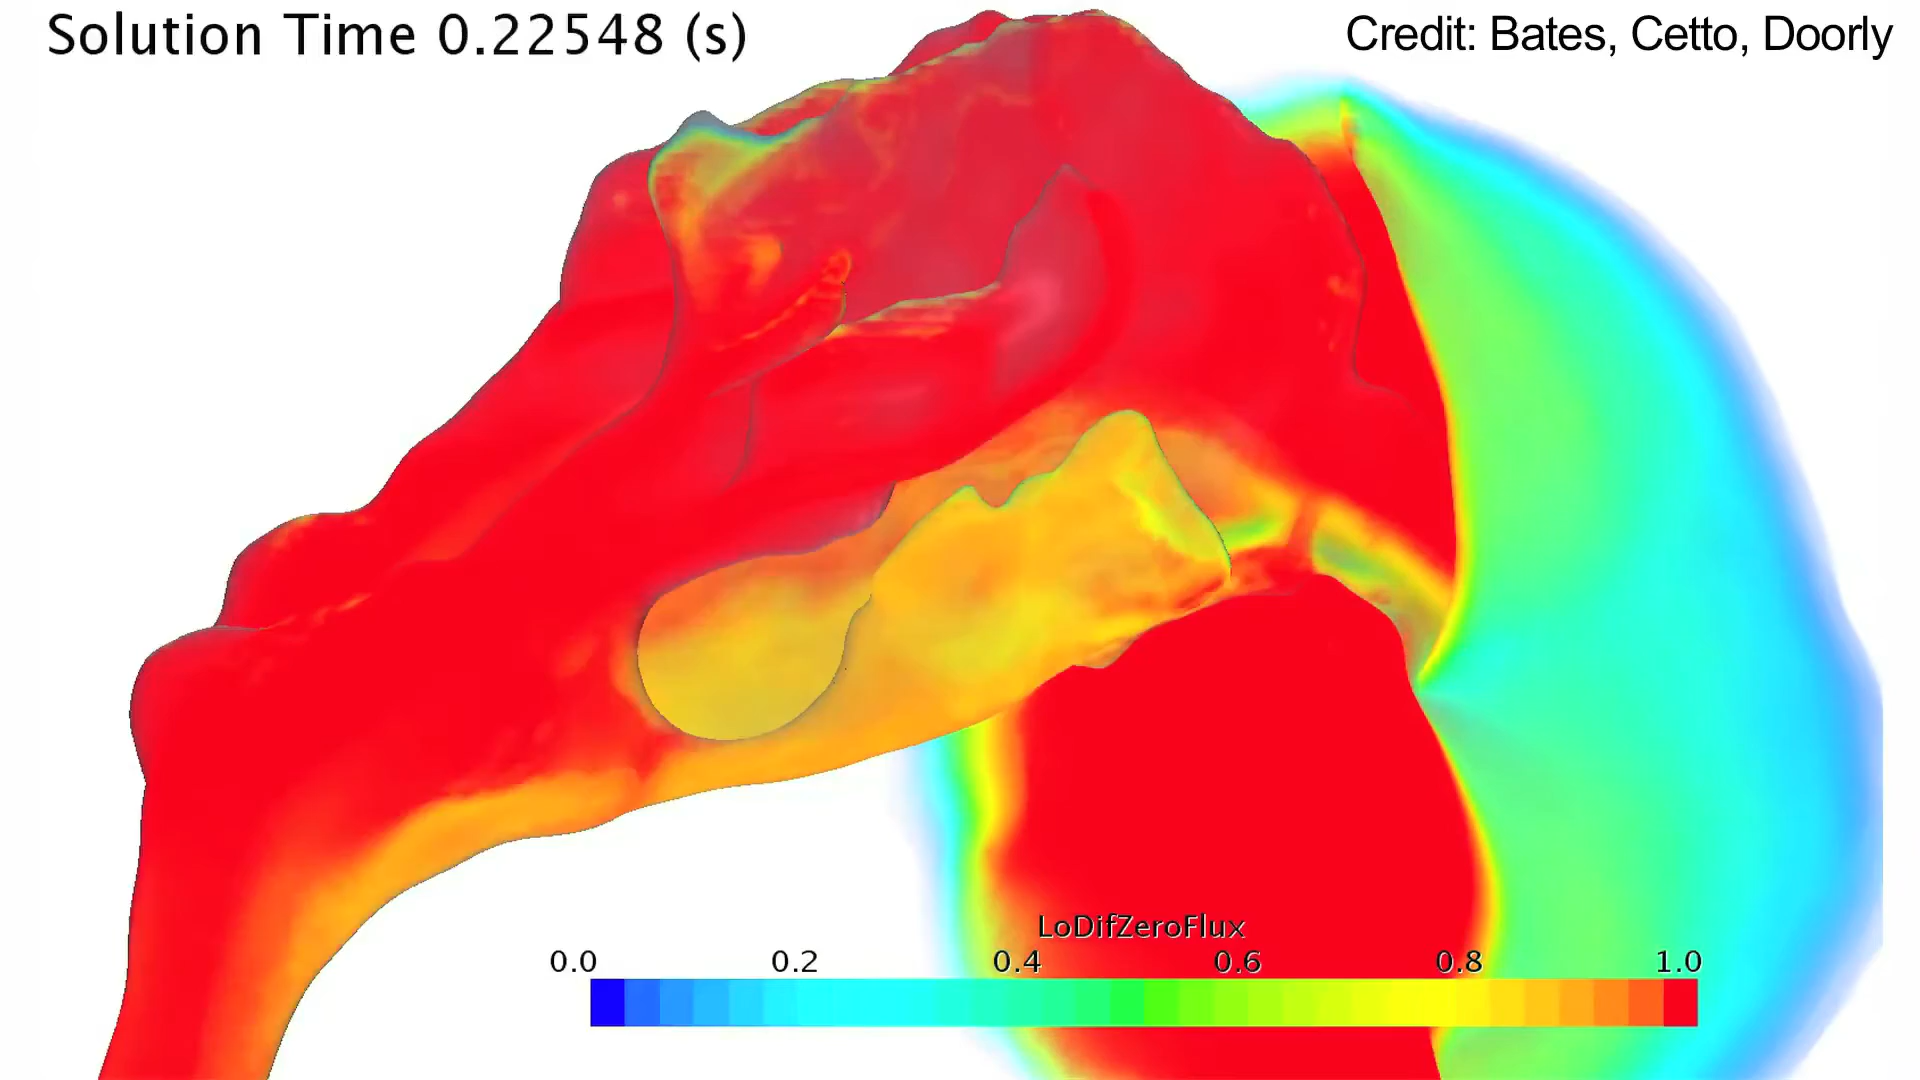 Solution Time 0.22548 (s)
Credit: Bates, Cetto, Doorly
LoDifZeroFlux
0.0 0.2 0.4 0.6 0.8 1.0